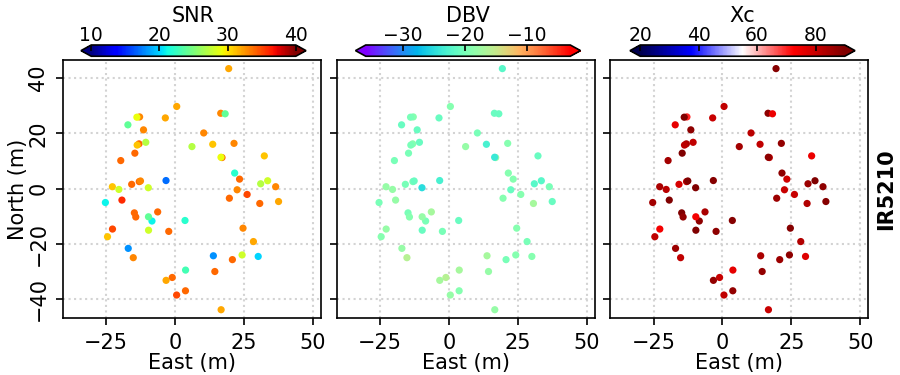 SNR DBV Xc
10 20 30 40 −30 −20 −10 20 40 60 80
40
20
0
−20
−40
North (m)
IR5210
−25 0 25 50 −25 0 25 50 −25 0 25 50
East (m) East (m) East (m)